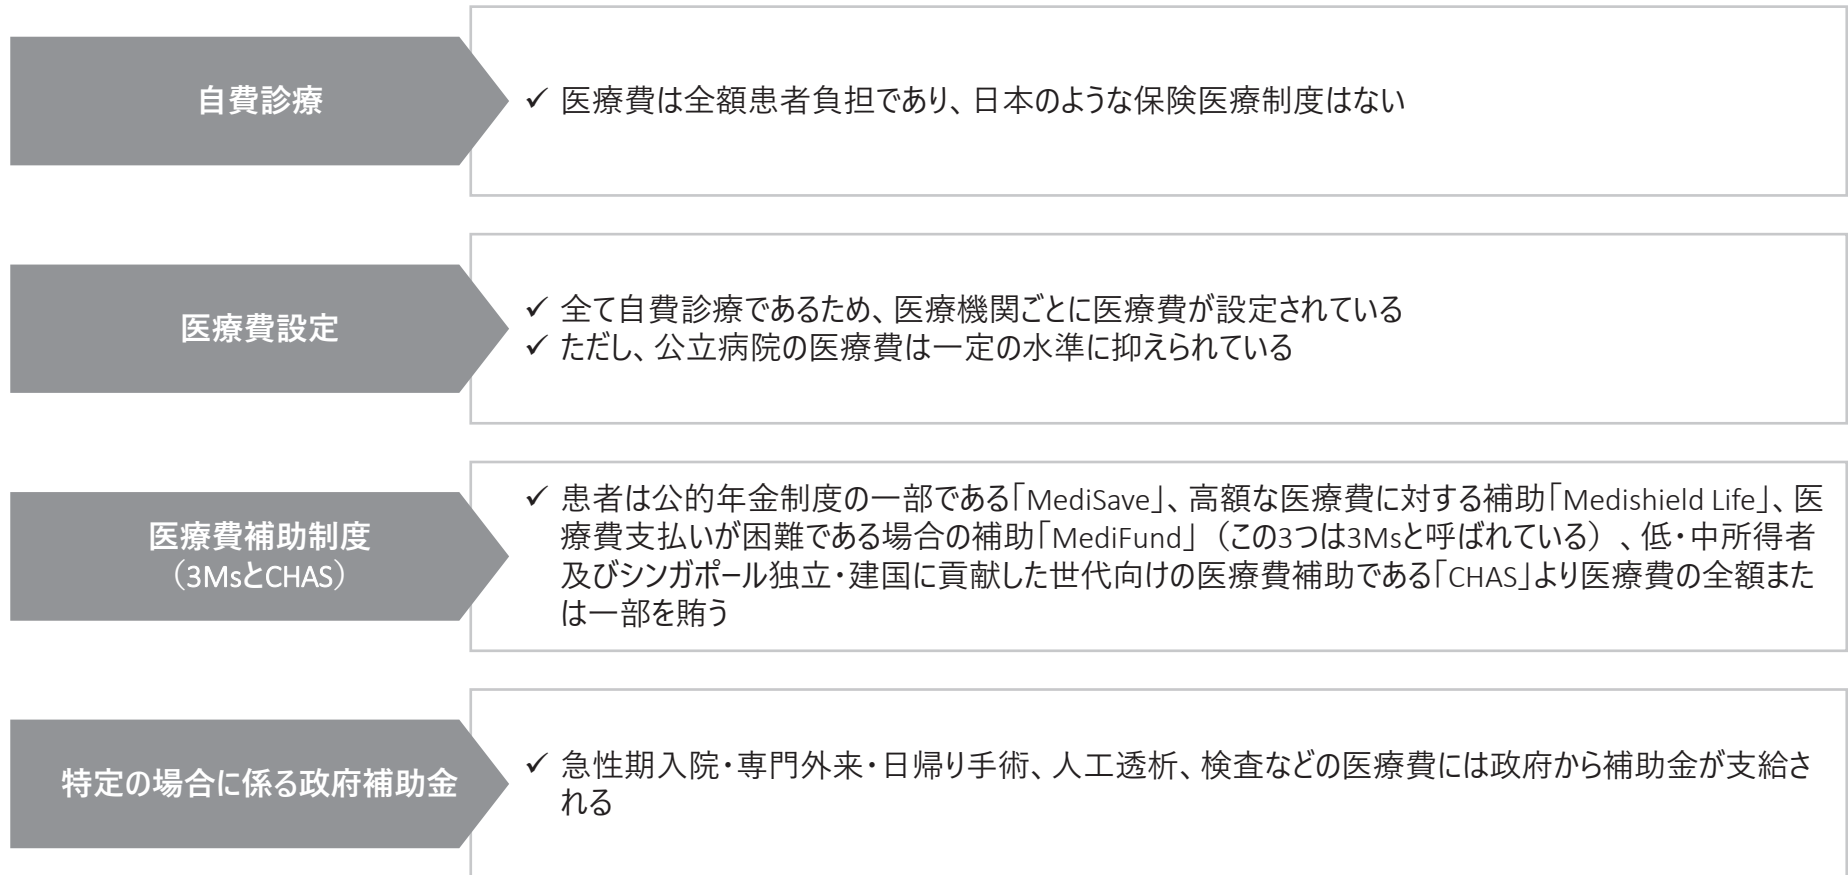 自費診療
✓ 医療費は全額患者負担であり、日本のような保険医療制度はない
医療費設定
✓ 全て自費診療であるため、医療機関ごとに医療費が設定されている
✓ ただし、公立病院の医療費は一定の水準に抑えられている
医療費補助制度
（3MsとCHAS）
✓ 患者は公的年金制度の一部である「MediSave」、高額な医療費に対する補助「Medishield Life」、医
療費支払いが困難である場合の補助「MediFund」（この3つは3Msと呼ばれている）、低・中所得者
及びシンガポール独立・建国に貢献した世代向けの医療費補助である「CHAS」より医療費の全額また
は一部を賄う
特定の場合に係る政府補助金
✓ 急性期入院・専門外来・日帰り手術、人工透析、検査などの医療費には政府から補助金が支給さ
れる